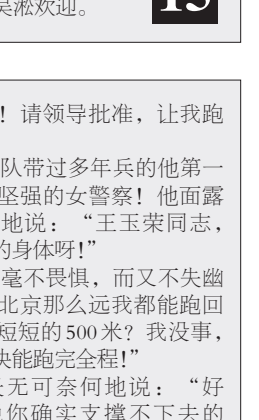 吴淞欢迎。
15
！请领导批准，让我跑
队带过多年兵的他第一
坚强的女警察！他面露
地说：“王玉荣同志，
的身体呀！”
毫不畏惧，而又不失幽
北京那么远我都能跑回
短短的500米？我没事，
快能跑完全程！”
无可奈何地说：“好
你确实支撑不下去的